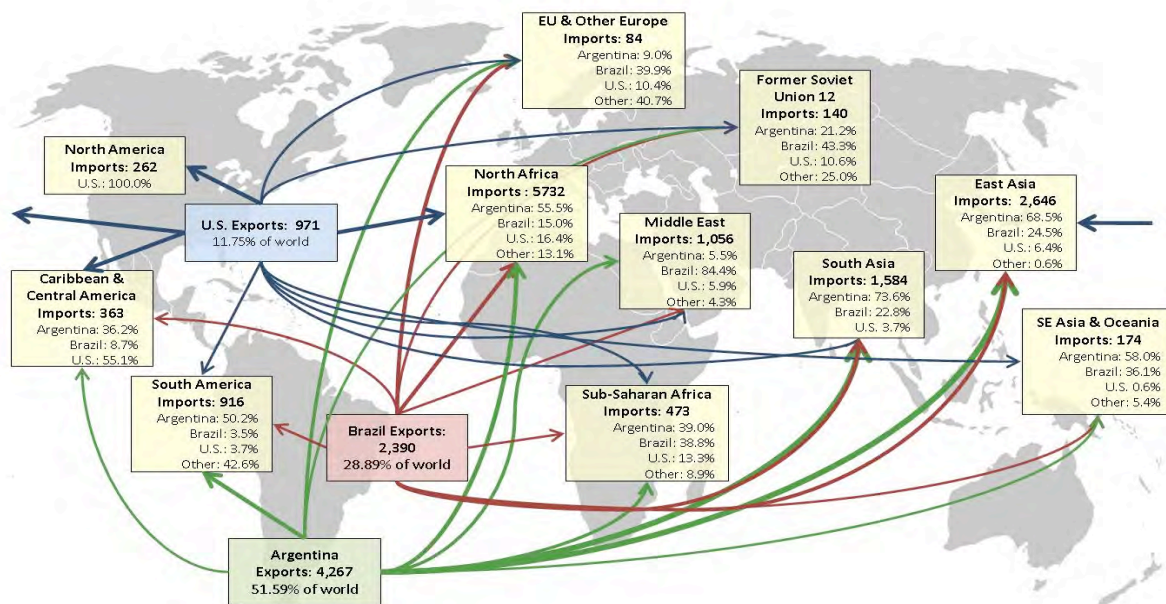 EU & Other Europe
Imports: 84
Argentina: 9.0%
Brazil: 39.9%
U.S.: 10.4%
Other: 40.7%
Former Soviet
Union 12
Imports: 140
Argentina: 21.2%
Brazil: 43.3%
U.S.: 10.6%
Other: 25.0%
North America
Imports: 262
U.S.: 100.0%
North Africa
Imports : 5732
Argentina: 55.5%
Brazil: 15.0%
U.S.: 16.4%
Other: 13.1%
East Asia
Imports: 2,646
Argentina: 68.5%
Brazil: 24.5%
U.S.: 6.4%
Other: 0.6%
U.S. Exports: 971
11.75% of world
Middle East
Imports: 1,056
Argentina: 5.5%
Brazil: 84.4%
U.S.: 5.9%
Other: 4.3%
South Asia
Imports: 1,584
Argentina: 73.6%
Brazil: 22.8%
U.S. 3.7%
Caribbean &
Central America
Imports: 363
Argentina: 36.2%
Brazil: 8.7%
U.S.: 55.1%
SE Asia & Oceania
Imports: 174
Argentina: 58.0%
Brazil: 36.1%
U.S. 0.6%
Other: 5.4%
South America
Imports: 916
Argentina: 50.2%
Brazil: 3.5%
U.S.: 3.7%
Other: 42.6%
Sub-Saharan Africa
Imports: 473
Argentina: 39.0%
Brazil: 38.8%
U.S.: 13.3%
Other: 8.9%
Brazil Exports:
2,390
28.89% of world
Argentina
Exports: 4,267
51.59% of world